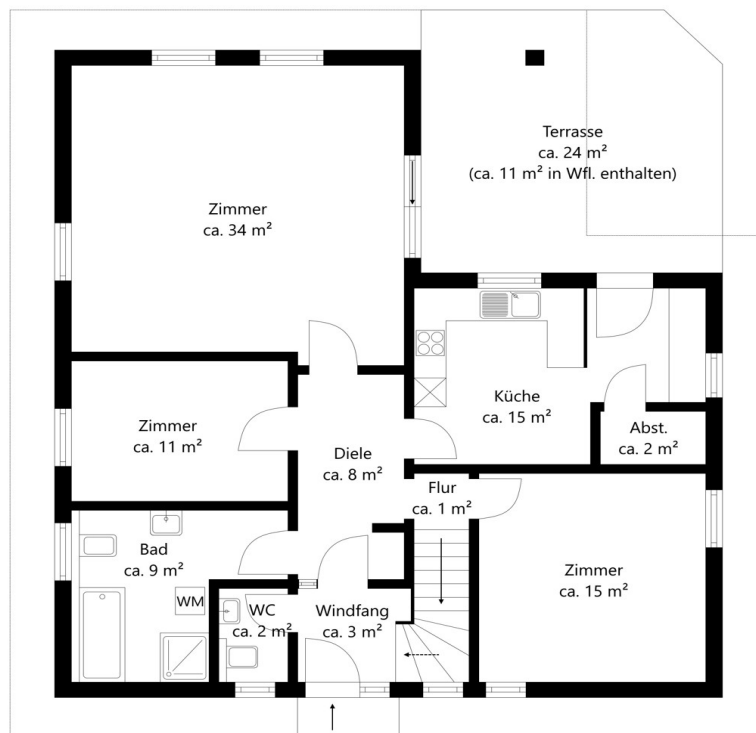 Terrasse
ca. 24 m²
(ca. 11 m² in Wfl. enthalten)
Zimmer
ca. 34 m²
Küche
ca. 15 m²
Zimmer
ca. 11 m²
Abst.
ca. 2 m²
Diele
ca. 8 m²
Flur
ca. 1 m²
Bad
ca. 9 m²
Zimmer
ca. 15 m²
WM
WC
ca. 2 m²
Windfang
ca. 3 m²